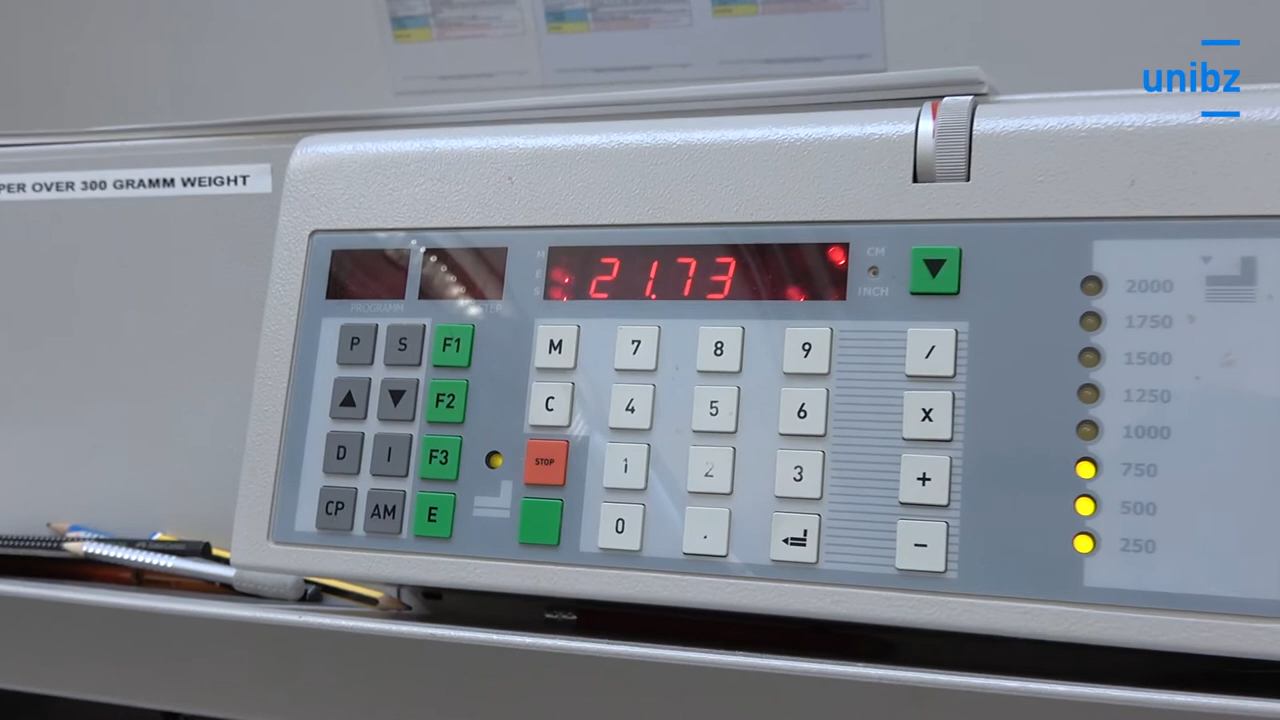 unibz
PER OVER 300 GRAMM WEIGHT
M
E
S
21.73
CM
INCH
PROGRAMM
P S F1
M 7 8 9 /
F2
C 4 5 6 X
D I F3
STOP 1 2 3 +
CP AM E
0 . -
2000
1750
1500
1250
1000
750
500
250